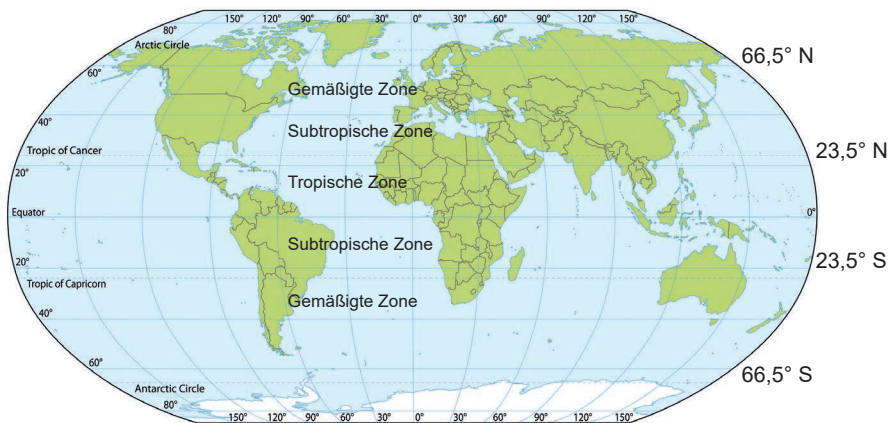 150° 120° 90° 60° 30° 0° 30° 60° 90° 120° 150°
80°
Arctic Circle
66,5° N
60°
Gemäßigte Zone
40°
Subtropische Zone
Tropic of Cancer
23,5° N
20°
Tropische Zone
Equator
0°
Subtropische Zone
20°
23,5° S
Tropic of Capricorn
Gemäßigte Zone
40°
60°
66,5° S
Antarctic Circle
80°
150° 120° 90° 60° 30° 0° 30° 60° 90° 120° 150°